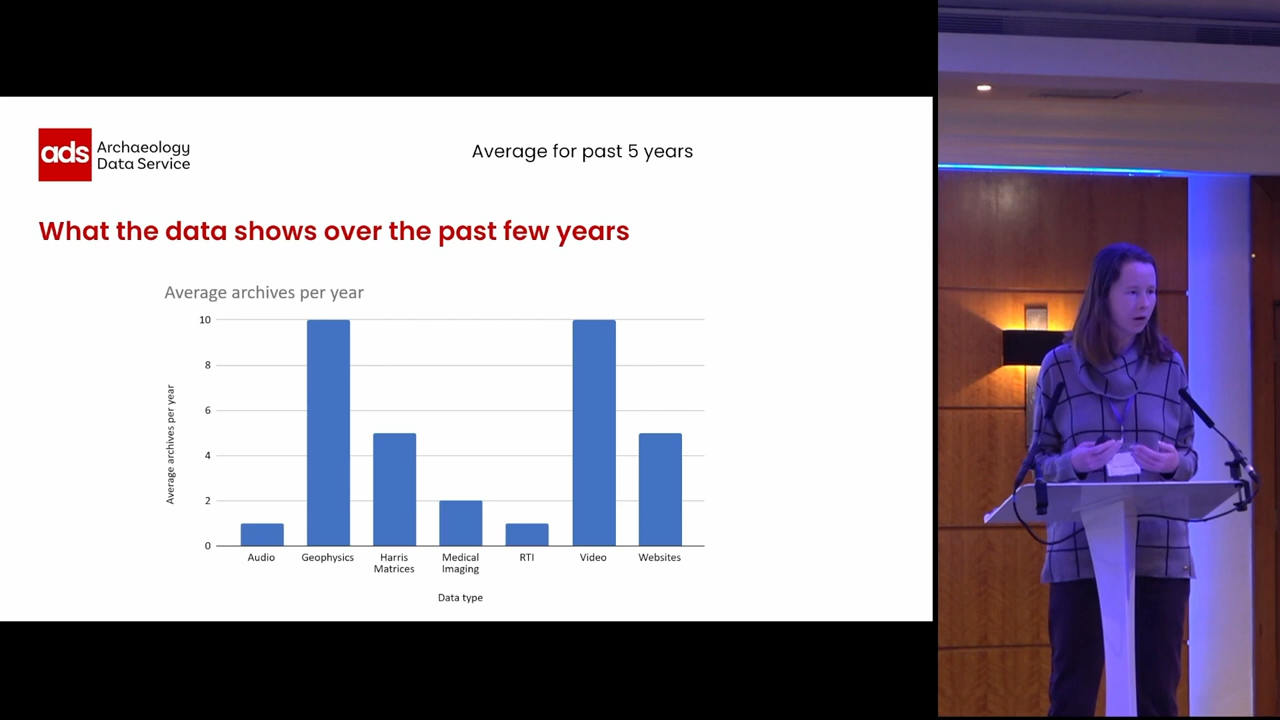 ads
Archaeology
Data Service
Average for past 5 years
What the data shows over the past few years
Average archives per year
Average archives per year
10
8
6
4
2
0
Audio
Geophysics
Harris
Matrices
Medical
Imaging
RTI
Video
Websites
Data type